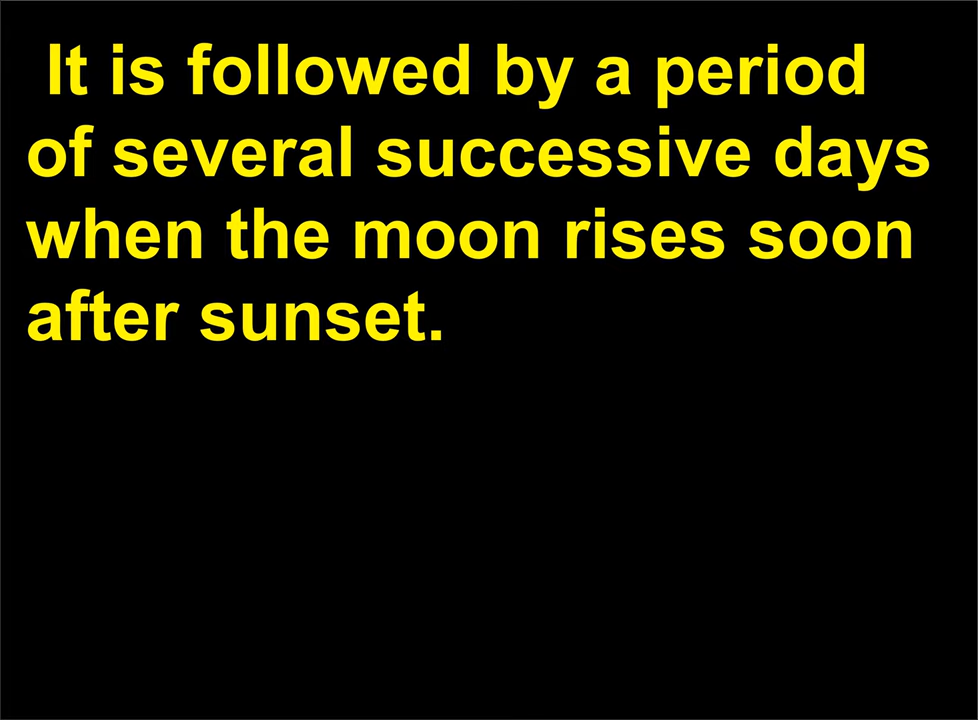 It is followed by a period
of several successive days
when the moon rises soon
after sunset.